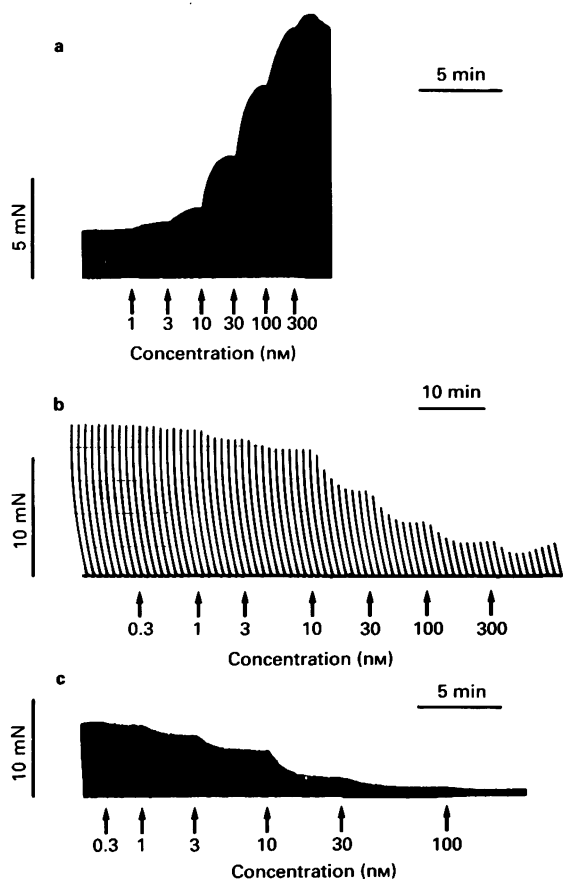 a
5 min
5 mN
1 3 10 30 100 300
Concentration (nM)
b
10 min
10 mN
0.3 1 3 10 30 100 300
Concentration (nM)
c
5 min
10 mN
0.3 1 3 10 30 100
Concentration (nM)